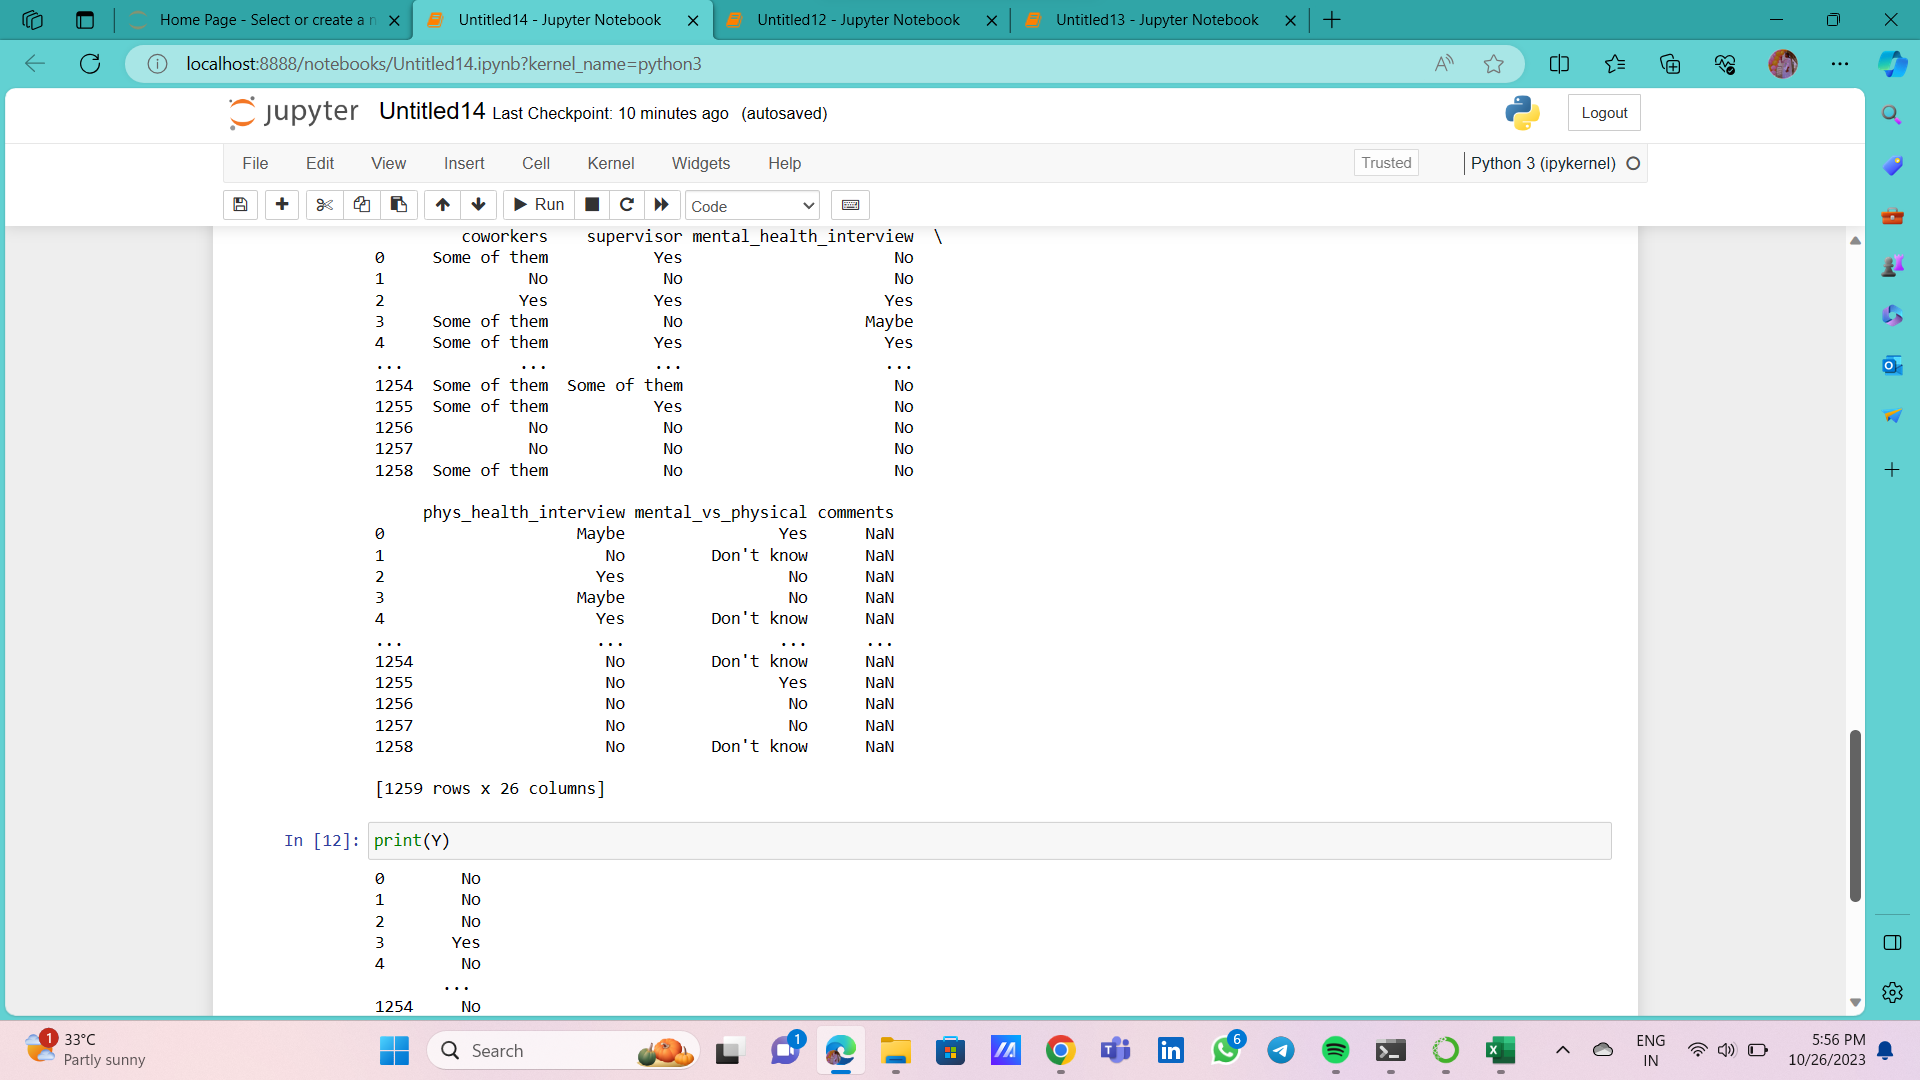 Home Page - Select or create a n
Untitled14 - Jupyter Notebook
Untitled12 - Jupyter Notebook
Untitled13 - Jupyter Notebook
localhost:8888/notebooks/Untitled14.ipynb?kernel_name=python3
jupyter Untitled14 Last Checkpoint: 10 minutes ago (autosaved)
Logout
File Edit View Insert Cell Kernel Widgets Help
Trusted
Python 3 (ipykernel)
Run
Code
coworkers supervisor mental_health_interview \
0 Some of them Yes No
1 No No No
2 Yes Yes Yes
3 Some of them No Maybe
4 Some of them Yes Yes
... ... ... ...
1254 Some of them Some of them No
1255 Some of them Yes No
1256 No No No
1257 No No No
1258 Some of them No No
phys_health_interview mental_vs_physical comments
0 Maybe Yes NaN
1 No Don't know NaN
2 Yes No NaN
3 Maybe No NaN
4 Yes Don't know NaN
... ... ... ...
1254 No Don't know NaN
1255 No Yes NaN
1256 No No NaN
1257 No No NaN
1258 No Don't know NaN
[1259 rows x 26 columns]
In [12]: print(Y)
0 No
1 No
2 No
3 Yes
4 No
...
1254 No
1
33°C
Partly sunny
Search
1
6
ENG
IN
5:56 PM
10/26/2023